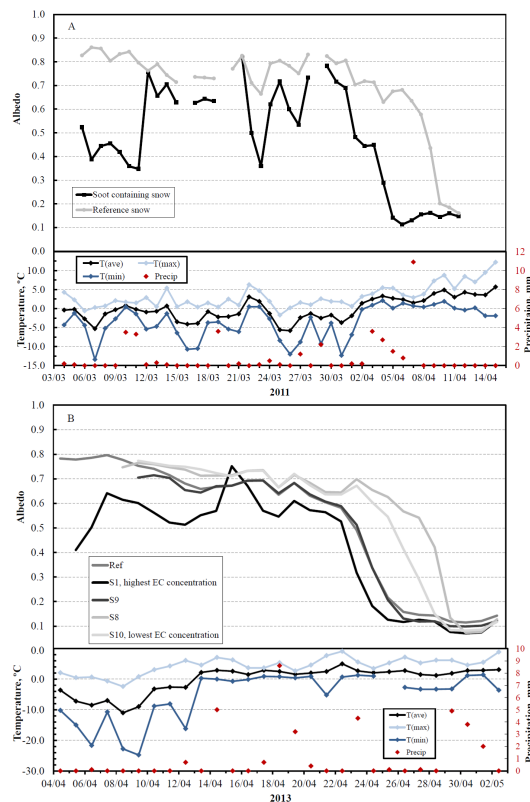 A
0.8
0.7
0.6
0.5
0.4
0.3
0.2
0.1
0.0
Albedo
Soot containing snow
Reference snow
T(ave) T(max)
T(min) Precip
10.0
5.0
0.0
-5.0
-10.0
-15.0
Temperature, °C
12
10
8
6
4
2
0
Precipitation, mm
03/03 06/03 09/03 12/03 15/03 18/03 21/03 24/03 27/03 30/03 02/04 05/04 08/04 11/04 14/04
2011
B
0.9
0.8
0.7
0.6
0.5
0.4
0.3
0.2
0.1
0.0
Albedo
Ref
S1, highest EC concentration
S9
S8
S10, lowest EC concentration
0.0
-10.0
-20.0
-30.0
Temperature, °C
T(ave)
T(max)
T(min)
Precip
10
9
8
7
6
5
4
3
2
1
0
Precipitation, mm
04/04 06/04 08/04 10/04 12/04 14/04 16/04 18/04 20/04 22/04 24/04 26/04 28/04 30/04 02/05
2013